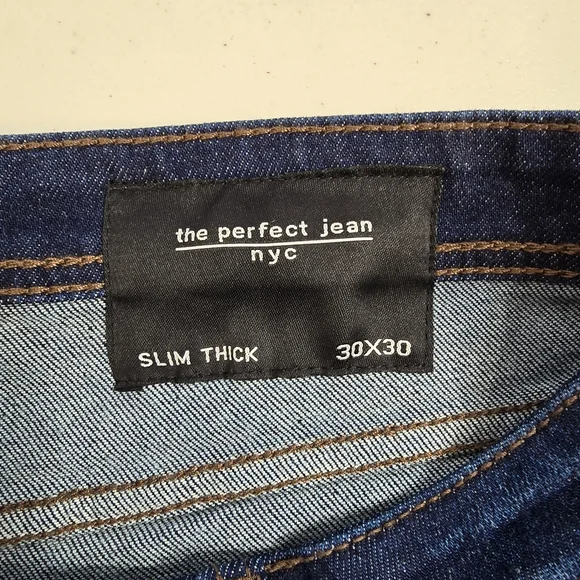 the perfect jean
nyc
SLIM THICK 30X30